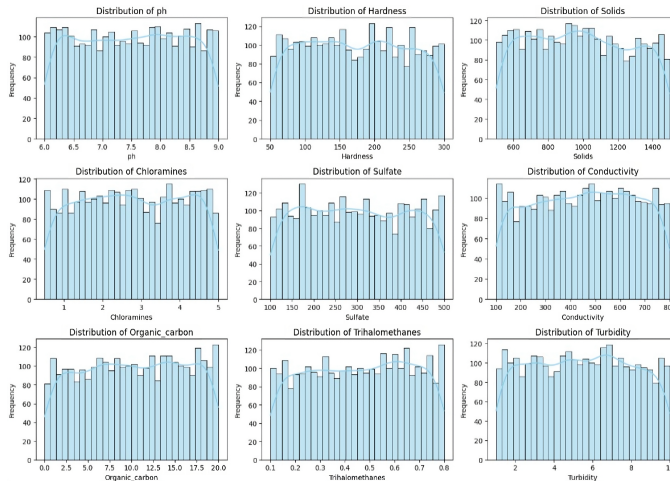 Distribution of ph
Distribution of Hardness
Distribution of Solids
Frequency
0
20
40
60
80
100
6.0 6.5 7.0 7.5 8.0 8.5 9.0
ph
Frequency
0
20
40
60
80
100
120
50 100 150 200 250 300
Hardness
Frequency
0
20
40
60
80
100
120
600 800 1000 1200 1400
Solids
Distribution of Chloramines
Distribution of Sulfate
Distribution of Conductivity
Frequency
0
20
40
60
80
100
120
1 2 3 4 5
Chloramines
Frequency
0
20
40
60
80
100
120
100 150 200 250 300 350 400 450 500
Sulfate
Frequency
0
20
40
60
80
100
120
100 200 300 400 500 600 700
Conductivity
Distribution of Organic_carbon
Distribution of Trihalomethanes
Distribution of Turbidity
Frequency
0
20
40
60
80
100
120
0.0 2.5 5.0 7.5 10.0 12.5 15.0 17.5 20.0
Organic_carbon
Frequency
0
20
40
60
80
100
120
0.1 0.2 0.3 0.4 0.5 0.6 0.7 0.8
Trihalomethanes
Frequency
0
20
40
60
80
100
120
2 4 6 8
Turbidity